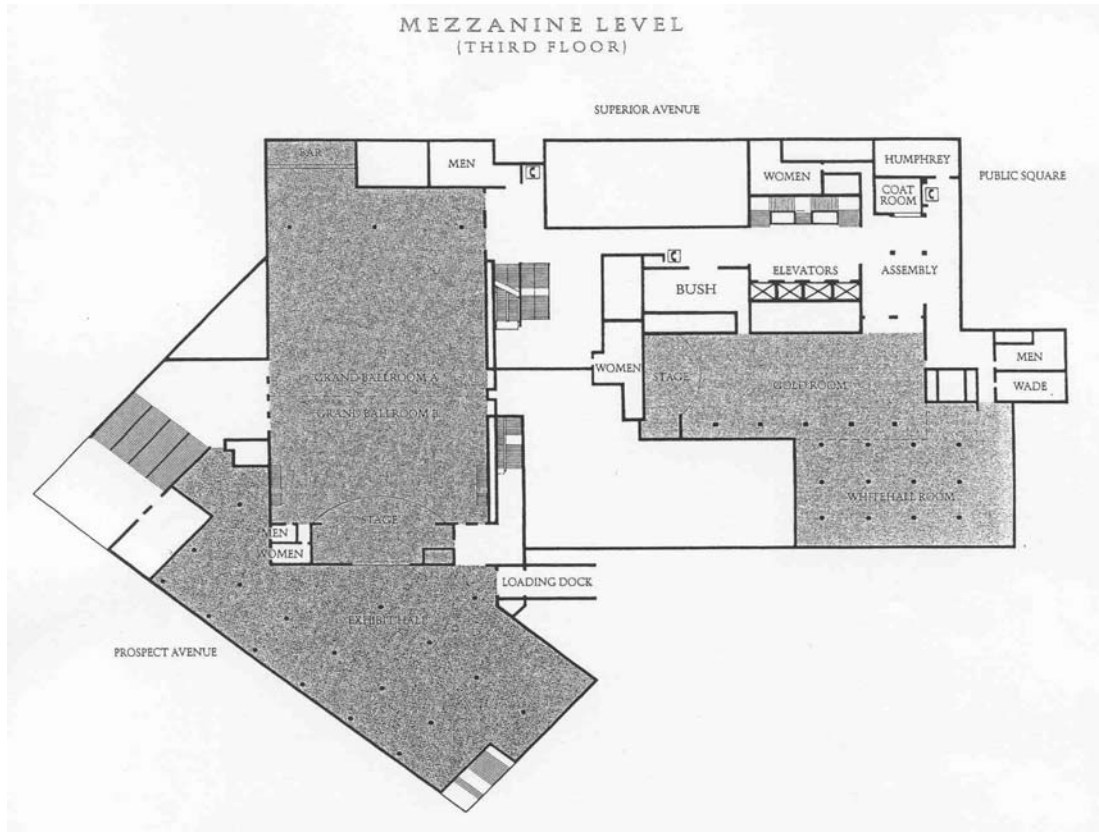 MEZZANINE LEVEL
(THIRD FLOOR)
SUPERIOR AVENUE
BAR
MEN
WOMEN
HUMPHREY
PUBLIC SQUARE
COAT
ROOM
ELEVATORS
ASSEMBLY
BUSH
MEN
WOMEN
STAGE
GOLD ROOM
WADE
GRAND BALLROOM A
GRAND BALLROOM B
WHITEHALL ROOM
STAGE
MEN
WOMEN
LOADING DOCK
EXHIBIT HALL
PROSPECT AVENUE